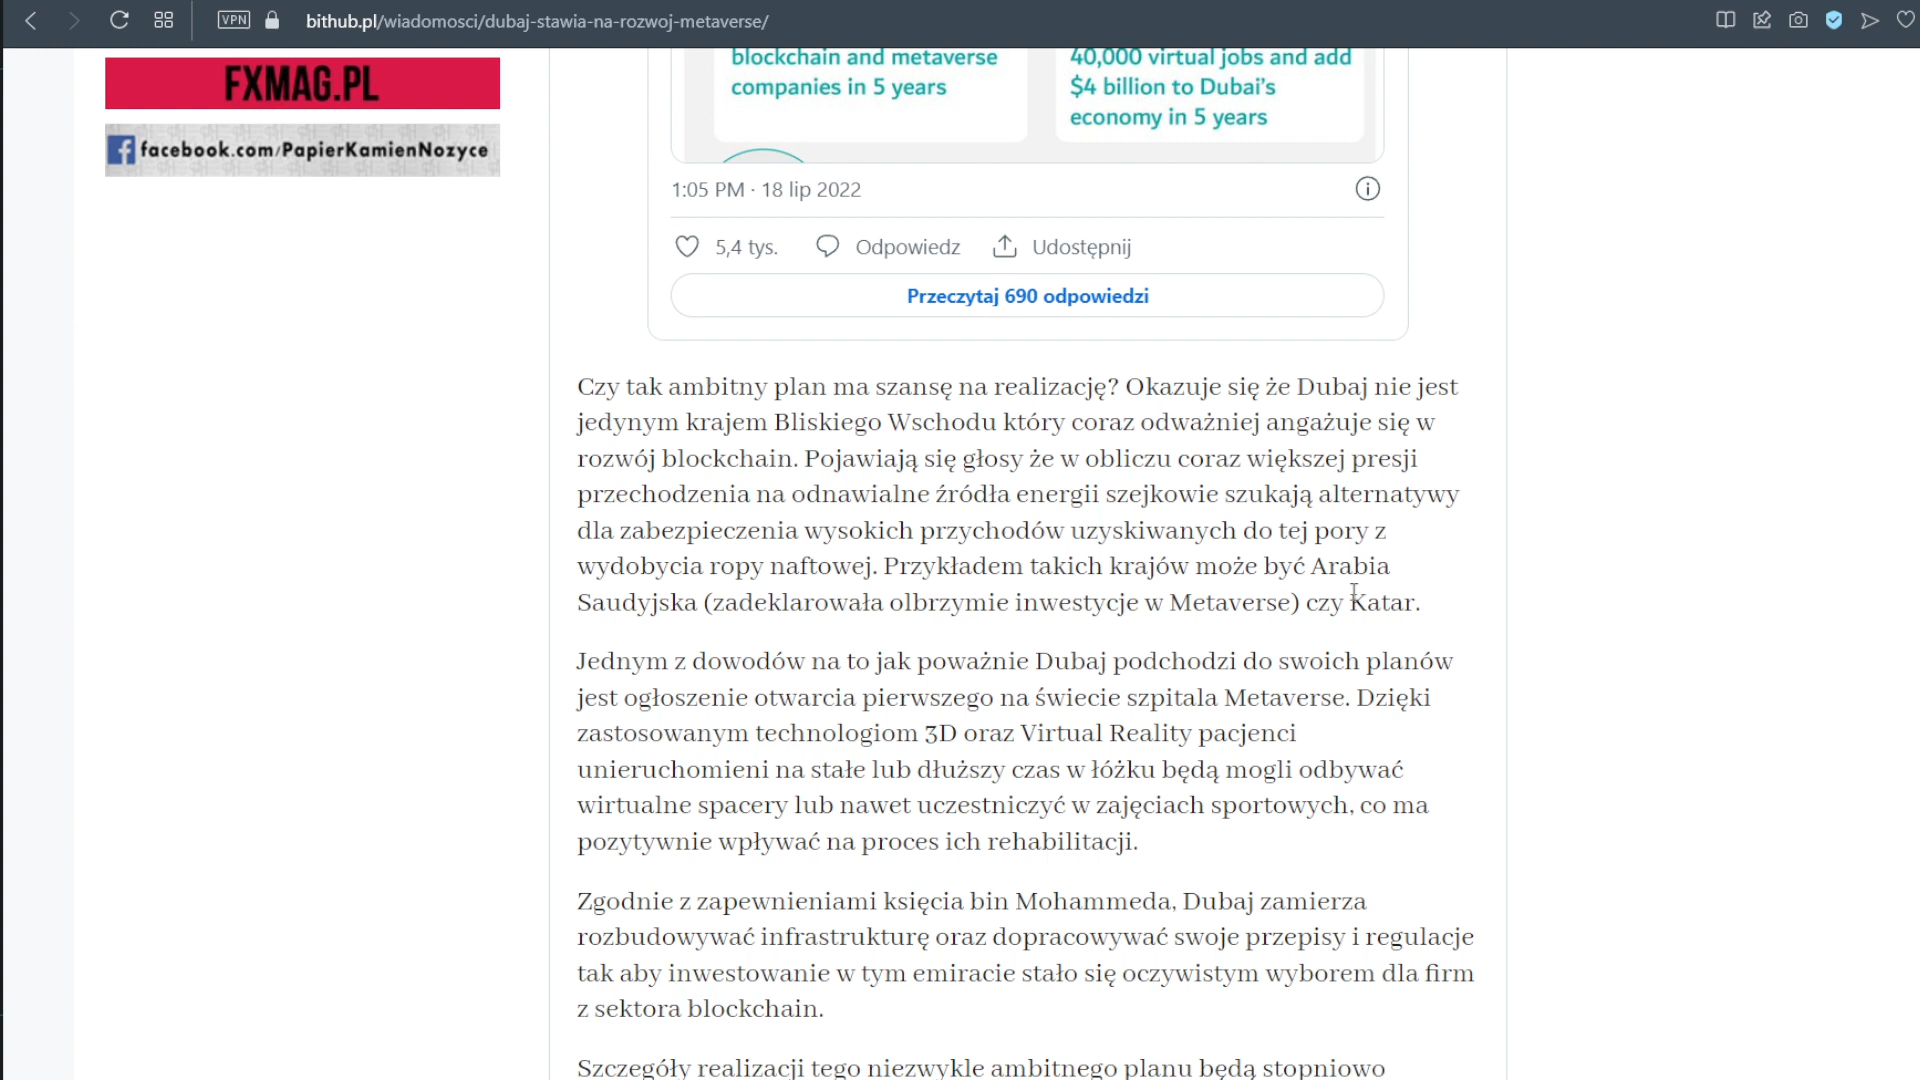 VPN
bithub.pl/wiadomosci/dubaj-stawia-na-rozwoj-metaverse/
FXMAG.PL
facebook.com/PapierKamienNozyce
blockchain and metaverse
companies in 5 years
40,000 virtual jobs and add
$4 billion to Dubai's
economy in 5 years
1:05 PM · 18 lip 2022
5,4 tys.
Odpowiedz
Udostępnij
Przeczytaj 690 odpowiedzi
Czy tak ambitny plan ma szansę na realizację? Okazuje się że Dubaj nie jest
jedynym krajem Bliskiego Wschodu który coraz odważniej angażuje się w
rozwój blockchain. Pojawiają się głosy że w obliczu coraz większej presji
przechodzenia na odnawialne źródła energii szejkowie szukają alternatywy
dla zabezpieczenia wysokich przychodów uzyskiwanych do tej pory z
wydobycia ropy naftowej. Przykładem takich krajów może być Arabia
Saudyjska (zadeklarowała olbrzymie inwestycje w Metaverse) czy Katar.
Jednym z dowodów na to jak poważnie Dubaj podchodzi do swoich planów
jest ogłoszenie otwarcia pierwszego na świecie szpitala Metaverse. Dzięki
zastosowanym technologiom 3D oraz Virtual Reality pacjenci
unieruchomieni na stałe lub dłuższy czas w łóżku będą mogli odbywać
wirtualne spacery lub nawet uczestniczyć w zajęciach sportowych, co ma
pozytywnie wpływać na proces ich rehabilitacji.
Zgodnie z zapewnieniami księcia bin Mohammeda, Dubaj zamierza
rozbudowywać infrastrukturę oraz dopracowywać swoje przepisy i regulacje
tak aby inwestowanie w tym emiracie stało się oczywistym wyborem dla firm
z sektora blockchain.
Szczegóły realizacji tego niezwykle ambitnego planu będą stopniowo